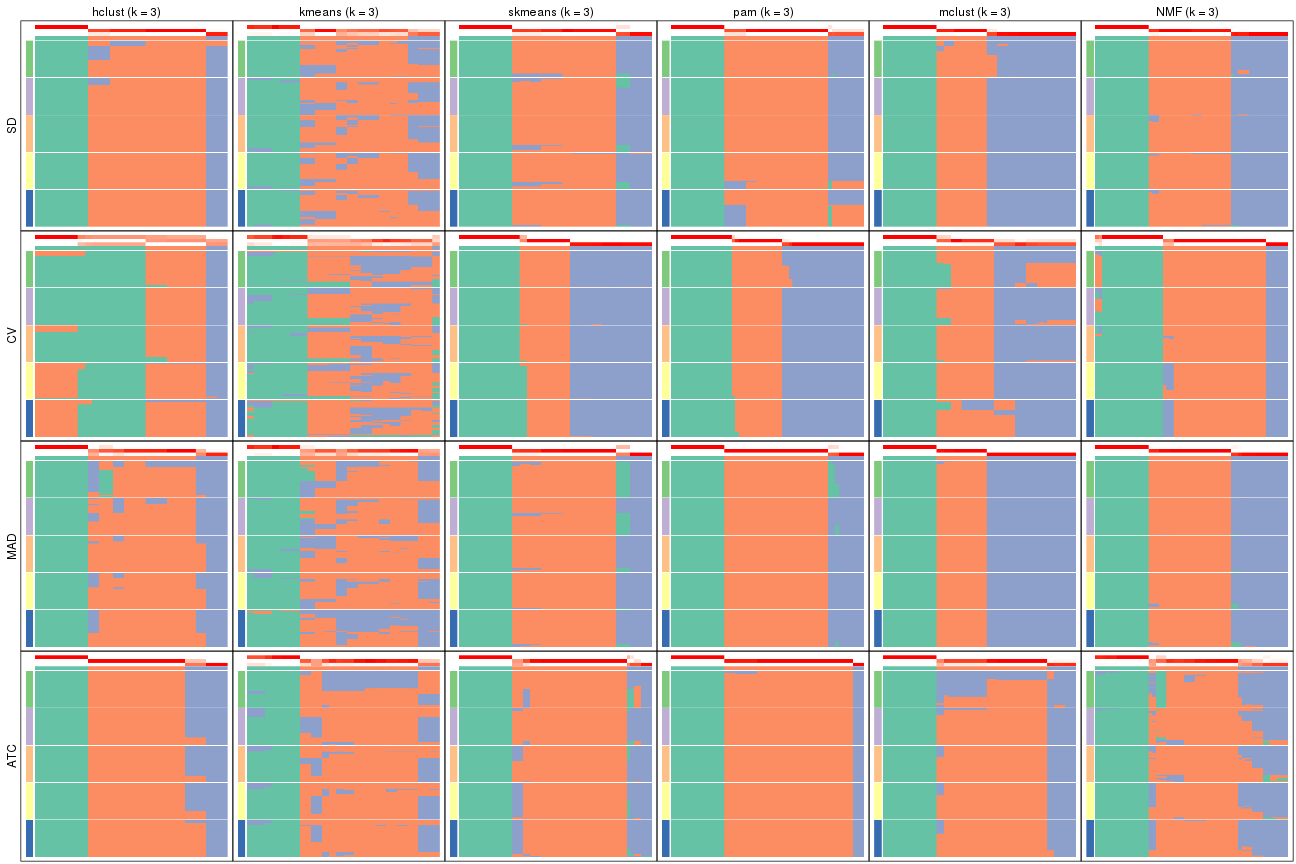 hclust (k = 3) kmeans (k = 3) skmeans (k = 3) pam (k = 3) mclust (k = 3) NMF (k = 3)
SD
CV
MAD
ATC